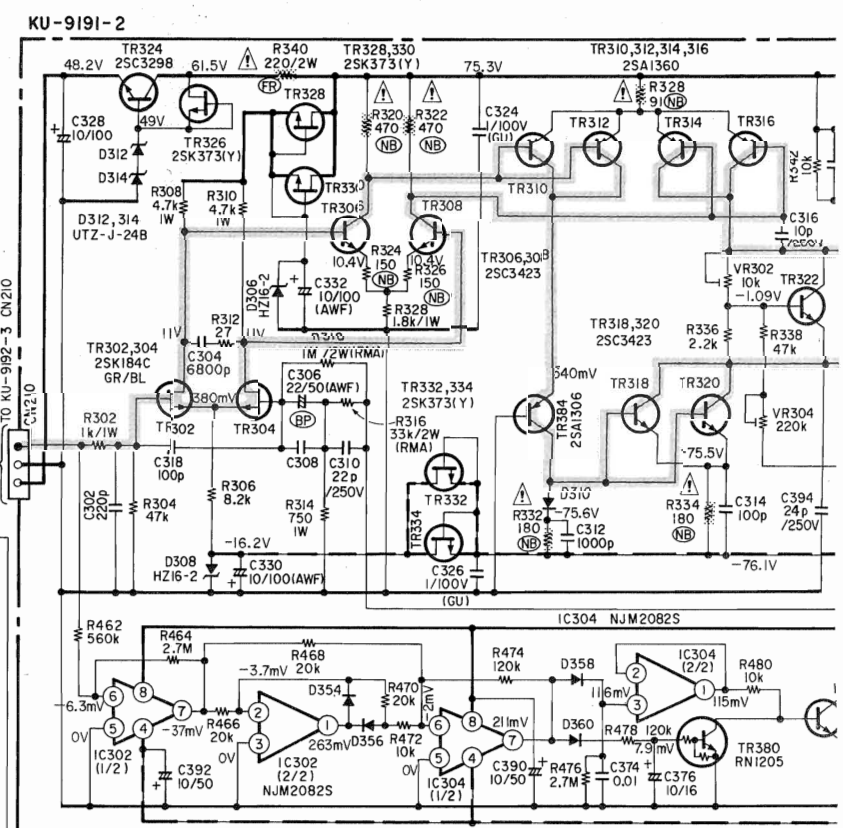 KU-9191-2
TR324
2SC3298
48.2V
61.5V
R340
220/2W
FR
TR328,330
2SK373(Y)
75.3V
TR310,312,314,316
2SA1360
R328
91 NB
TR328
R320
470
NB
R322
470
NB
C324
1/100V
(GU)
TR312
TR314
TR316
C328
10/100
49V
TR326
2SK373(Y)
D312
D314
D312,314
UTZ-J-24B
R308
4.7k
1W
R310
4.7k
1W
TR330
TR306
TR308
TR310
R342
10k
C316
10p
/250V
10.4V
R324
150
NB
10.4V
R326
150
NB
TR306,308
2SC3423
D306
HZ16-2
C332
10/100
(AWF)
R328
1.8k/1W
VR302
10k
-1.09V
TR322
TO KU-9192-3 CN210
CN210
11V
R312
27
11V
C304
6800p
R318
1M /2W(RMA)
TR302,304
2SK184C
GR/BL
C306
22/50(AWF)
BP
R316
33k/2W
(RMA)
TR332,334
2SK373(Y)
TR318,320
2SC3423
R336
2.2k
R338
47k
540mV
TR318
TR320
TR384
2SA1306
VR304
220k
380mV
TR302
TR304
R302
1k/1W
C318
100p
C308
C310
22p
/250V
C302
220p
R304
47k
R306
8.2k
R314
750
1W
TR332
TR334
-75.5V
D310
-75.6V
R332
180
NB
C312
1000p
R334
180
NB
C314
100p
C394
24p
/250V
-16.2V
D308
HZ16-2
C330
10/100(AWF)
C326
1/100V
(GU)
-76.1V
IC304 NJM2082S
R462
560k
R464
2.7M
R468
20k
-3.7mV
D354
R470
20k
R474
120k
D358
IC304
(2/2)
R480
10k
-6.3mV
6
8
5
4
7
0V
-37mV
R466
20k
2
3
1
0V
263mV
D356
R472
10k
-2mV
6
8
5
4
7
0V
211mV
D360
116mV
2
3
1
115mV
R478
120k
7.9mV
TR380
RN1205
IC302
(1/2)
C392
10/50
IC302
(2/2)
NJM2082S
IC304
(1/2)
C390
10/50
R476
2.7M
C374
0.01
C376
10/16